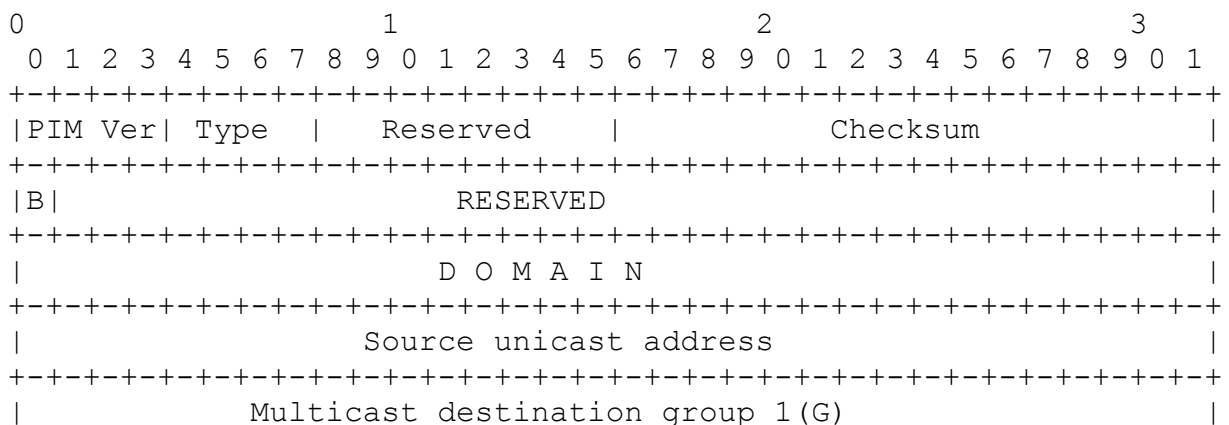 0                   1                   2                   3
 0 1 2 3 4 5 6 7 8 9 0 1 2 3 4 5 6 7 8 9 0 1 2 3 4 5 6 7 8 9 0 1
+-+-+-+-+-+-+-+-+-+-+-+-+-+-+-+-+-+-+-+-+-+-+-+-+-+-+-+-+-+-+-+-+
|PIM Ver| Type  |   Reserved    |           Checksum            |
+-+-+-+-+-+-+-+-+-+-+-+-+-+-+-+-+-+-+-+-+-+-+-+-+-+-+-+-+-+-+-+-+
|B|                     RESERVED                                |
+-+-+-+-+-+-+-+-+-+-+-+-+-+-+-+-+-+-+-+-+-+-+-+-+-+-+-+-+-+-+-+-+
|                      D O M A I N                              |
+-+-+-+-+-+-+-+-+-+-+-+-+-+-+-+-+-+-+-+-+-+-+-+-+-+-+-+-+-+-+-+-+
|                  Source unicast address                       |
+-+-+-+-+-+-+-+-+-+-+-+-+-+-+-+-+-+-+-+-+-+-+-+-+-+-+-+-+-+-+-+-+
|            Multicast destination group 1(G)                   |